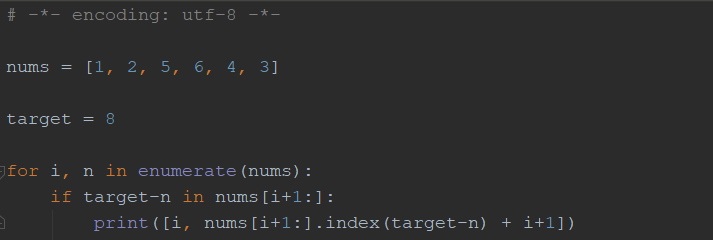 # -*- encoding: utf-8 -*-
nums = [1, 2, 5, 6, 4, 3]
target = 8
for i, n in enumerate(nums):
    if target-n in nums[i+1:]:
        print([i, nums[i+1:].index(target-n) + i+1])